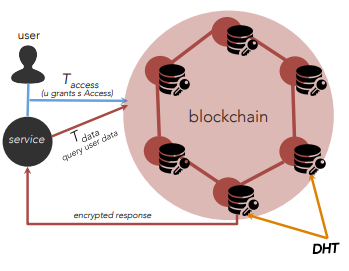 user
T access
(u grants s Access)
blockchain
service
T data
query user data
encrypted response
DHT